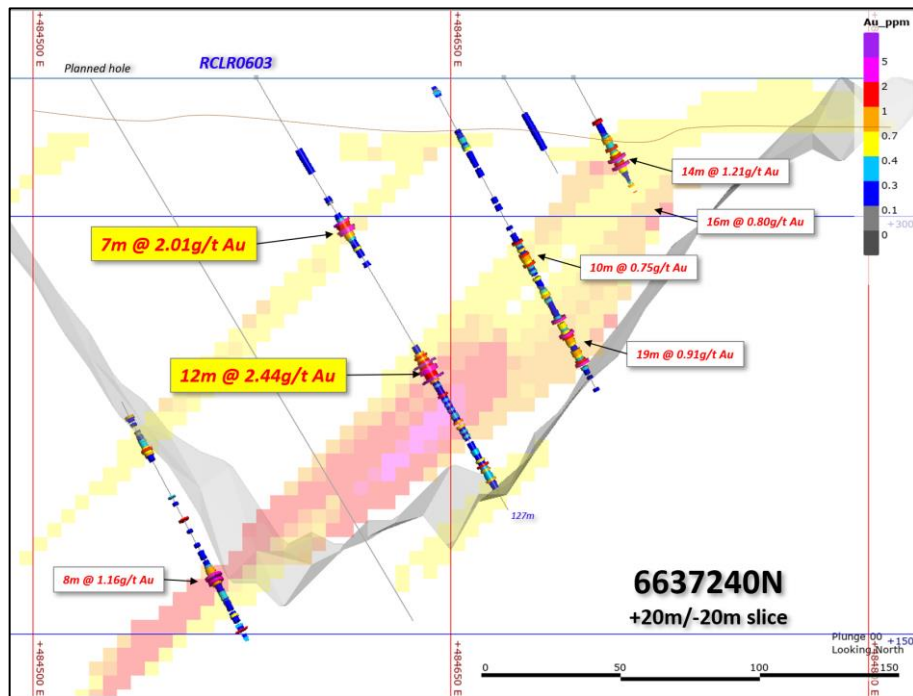 +484500 E
+484650 E
Au_ppm
5
2
1
0.7
0.4
0.3
0.1
0
Planned hole
RCLR0603
14m @ 1.21g/t Au
16m @ 0.80g/t Au
+300
7m @ 2.01g/t Au
10m @ 0.75g/t Au
19m @ 0.91g/t Au
12m @ 2.44g/t Au
127m
8m @ 1.16g/t Au
6637240N
+20m/-20m slice
Plunge 00
Looking North
+150
+484500 E
+484650 E
0
50
100
150